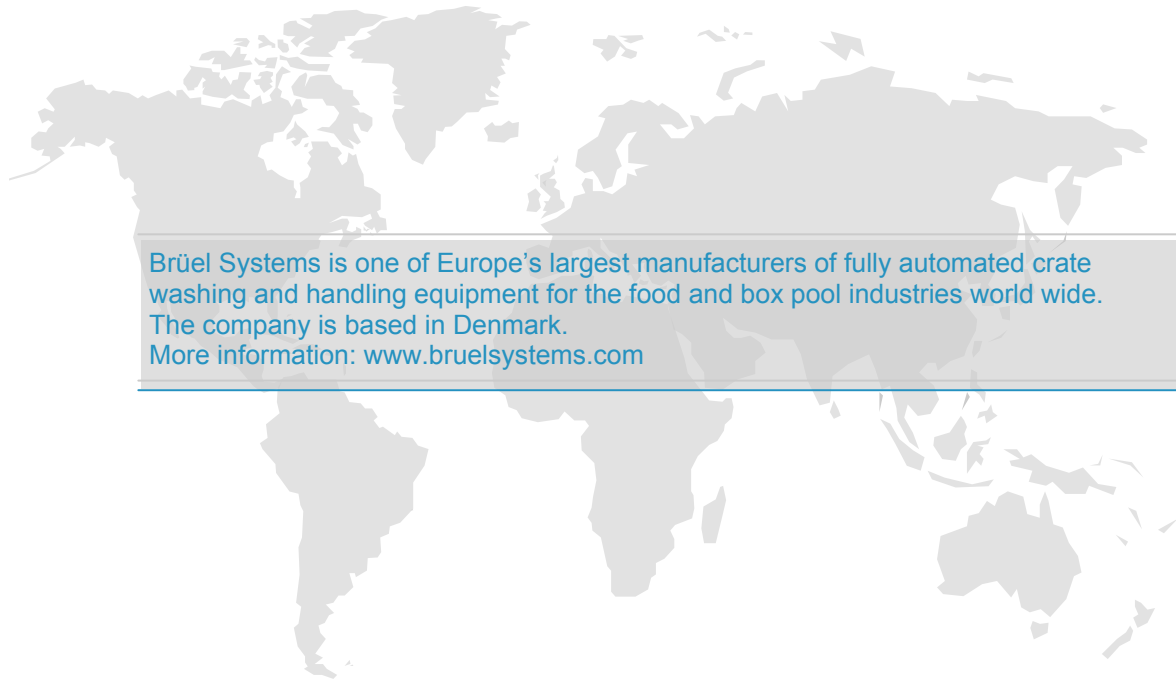 Brüel Systems is one of Europe’s largest manufacturers of fully automated crate
washing and handling equipment for the food and box pool industries world wide.
The company is based in Denmark.
More information: www.bruelsystems.com